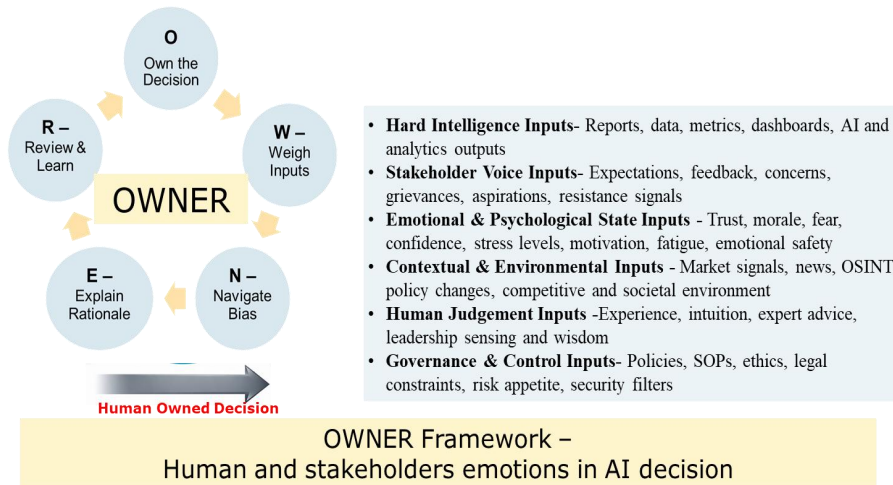 O
Own the
Decision
W –
Weigh
Inputs
N –
Navigate
Bias
E –
Explain
Rationale
R –
Review &
Learn
OWNER
Human Owned Decision
• Hard Intelligence Inputs- Reports, data, metrics, dashboards, AI and
analytics outputs
• Stakeholder Voice Inputs- Expectations, feedback, concerns,
grievances, aspirations, resistance signals
• Emotional & Psychological State Inputs - Trust, morale, fear,
confidence, stress levels, motivation, fatigue, emotional safety
• Contextual & Environmental Inputs - Market signals, news, OSINT
policy changes, competitive and societal environment
• Human Judgement Inputs -Experience, intuition, expert advice,
leadership sensing and wisdom
• Governance & Control Inputs- Policies, SOPs, ethics, legal
constraints, risk appetite, security filters
OWNER Framework –
Human and stakeholders emotions in AI decision